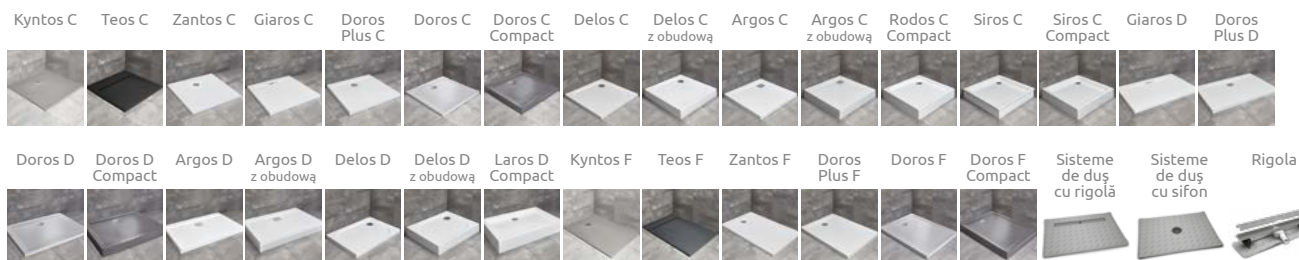 Kyntos C
Teos C
Zantos C
Giaros C
Doros
Plus C
Doros C
Doros C
Compact
Delos C
Delos C
z obudową
Argos C
Argos C
z obudową
Rodos C
Compact
Siros C
Siros C
Compact
Giaros D
Doros
Plus D
Doros D
Doros D
Compact
Argos D
Argos D
z obudową
Delos D
Delos D
z obudową
Laros D
Compact
Kyntos F
Teos F
Zantos F
Doros
Plus F
Doros F
Doros F
Compact
Sisteme
de duş
cu rigolă
Sisteme
de duş
cu sifon
Rigola